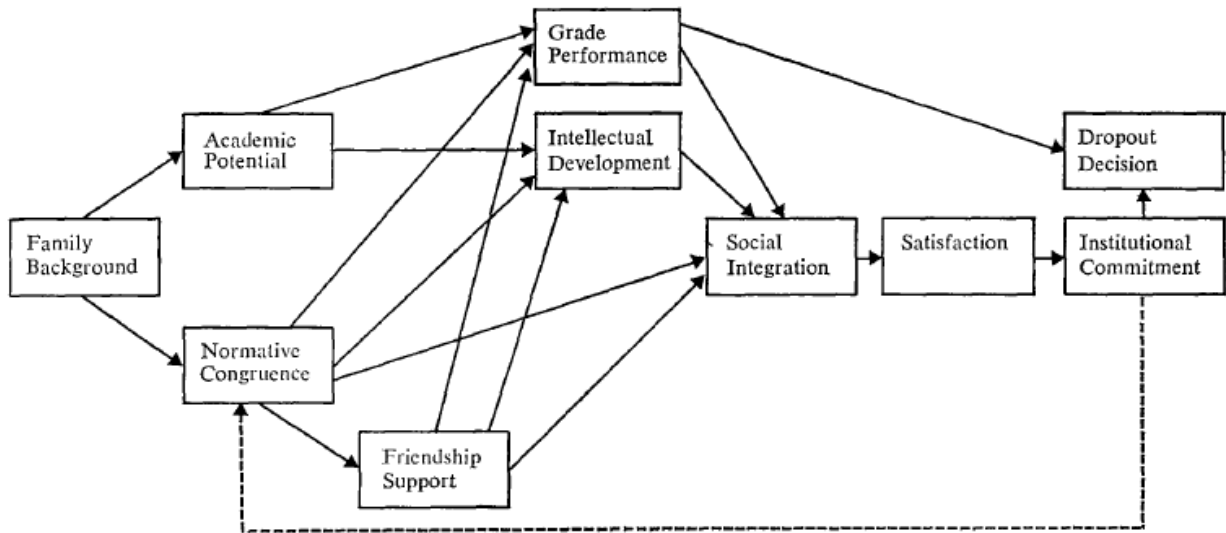 Grade
Performance
Academic
Potential
Intellectual
Development
Dropout
Decision
Family
Background
Social
Integration
Satisfaction
Institutional
Commitment
Normative
Congruence
Friendship
Support